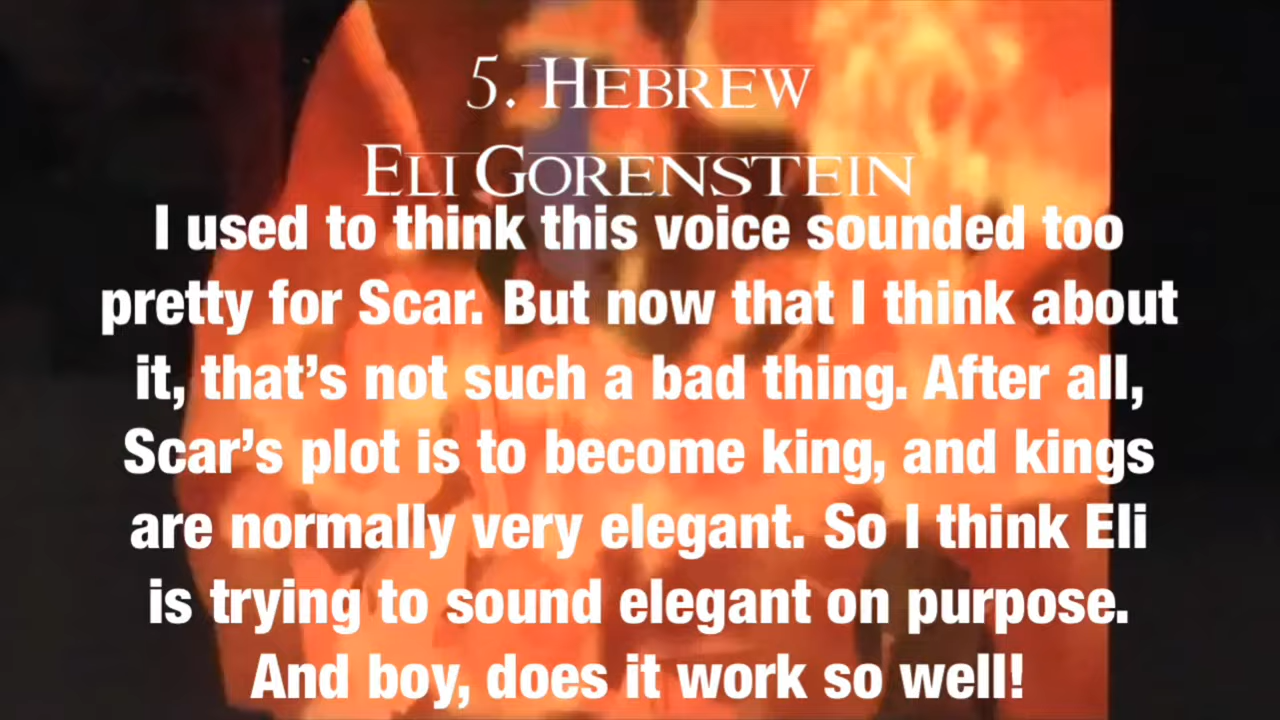 5. Hebrew
Eli Gorenstein
I used to think this voice sounded too
pretty for Scar. But now that I think about
it, that’s not such a bad thing. After all,
Scar’s plot is to become king, and kings
are normally very elegant. So I think Eli
is trying to sound elegant on purpose.
And boy, does it work so well!